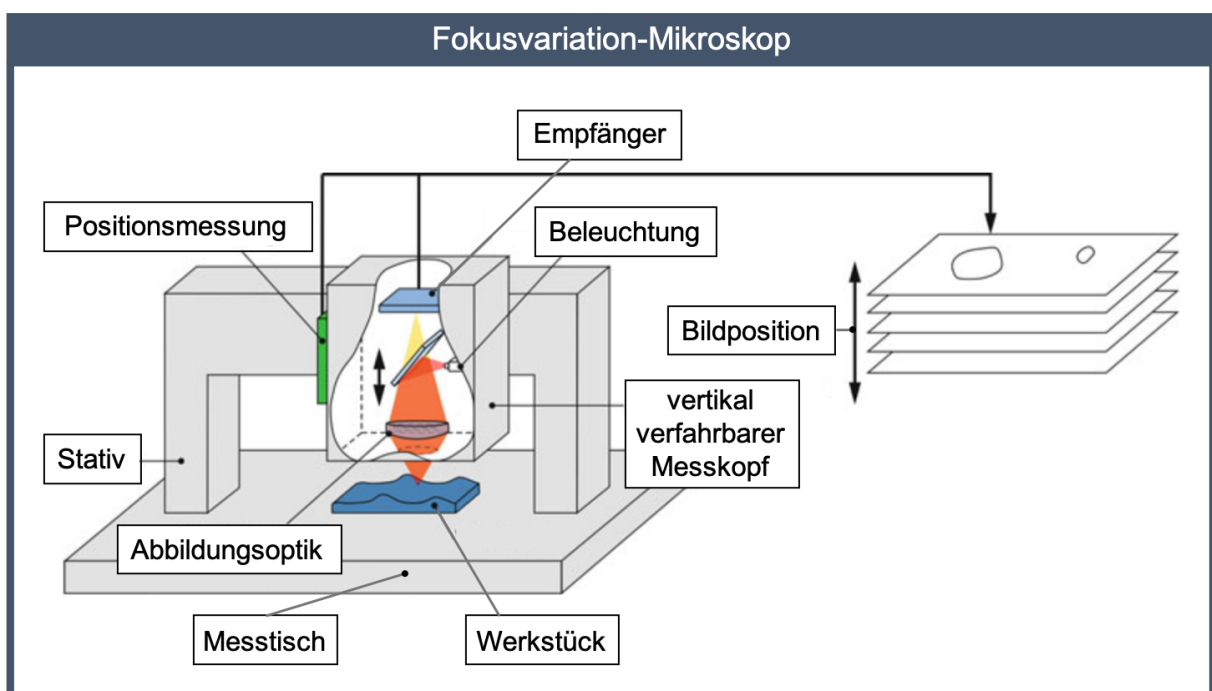 Fokusvariation-Mikroskop
Empfänger
Positionsmessung
Beleuchtung
Bildposition
vertikal
verfahrbarer
Messkopf
Stativ
Abbildungsoptik
Messtisch
Werkstück